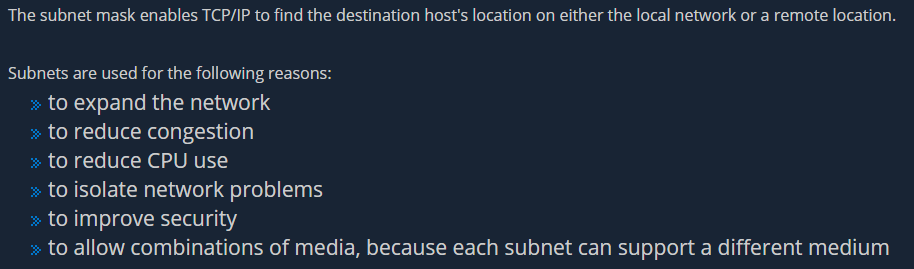 The subnet mask enables TCP/IP to find the destination host's location on either the local network or a remote location.
Subnets are used for the following reasons:
to expand the network
to reduce congestion
to reduce CPU use
to isolate network problems
to improve security
to allow combinations of media, because each subnet can support a different medium